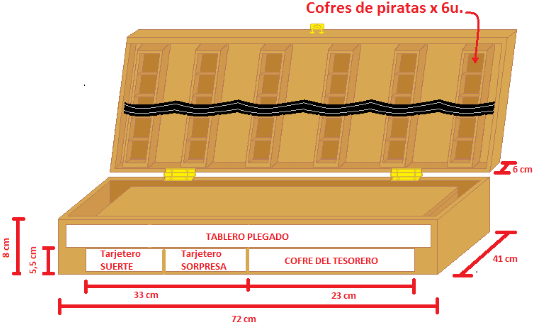 Cofres de piratas x 6u.
6 cm
TABLERO PLEGADO
Tarjetero
SUERTE
Tarjetero
SORPRESA
COFRE DEL TESORERO
8 cm
5,5 cm
41 cm
33 cm
23 cm
72 cm